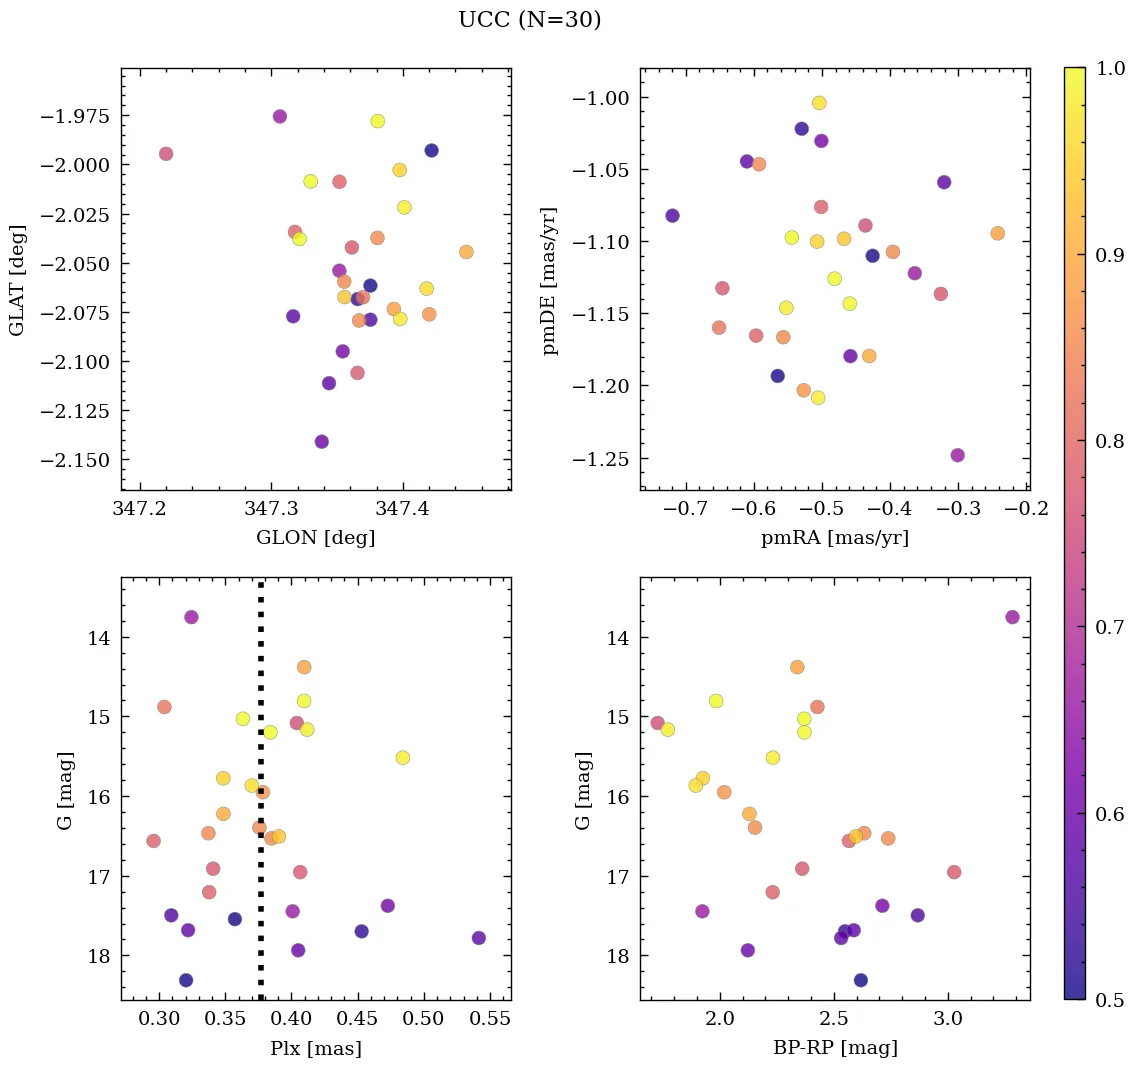 UCC (N=30)
−1.975
−2.000
−2.025
−2.050
−2.075
−2.100
−2.125
−2.150
GLAT [deg]
347.2 347.3 347.4
GLON [deg]
−1.00
−1.05
−1.10
−1.15
−1.20
−1.25
pmDE [mas/yr]
−0.7 −0.6 −0.5 −0.4 −0.3 −0.2
pmRA [mas/yr]
14
15
16
17
18
G [mag]
0.30 0.35 0.40 0.45 0.50 0.55
Plx [mas]
14
15
16
17
18
G [mag]
2.0 2.5 3.0
BP-RP [mag]
1.0
0.9
0.8
0.7
0.6
0.5